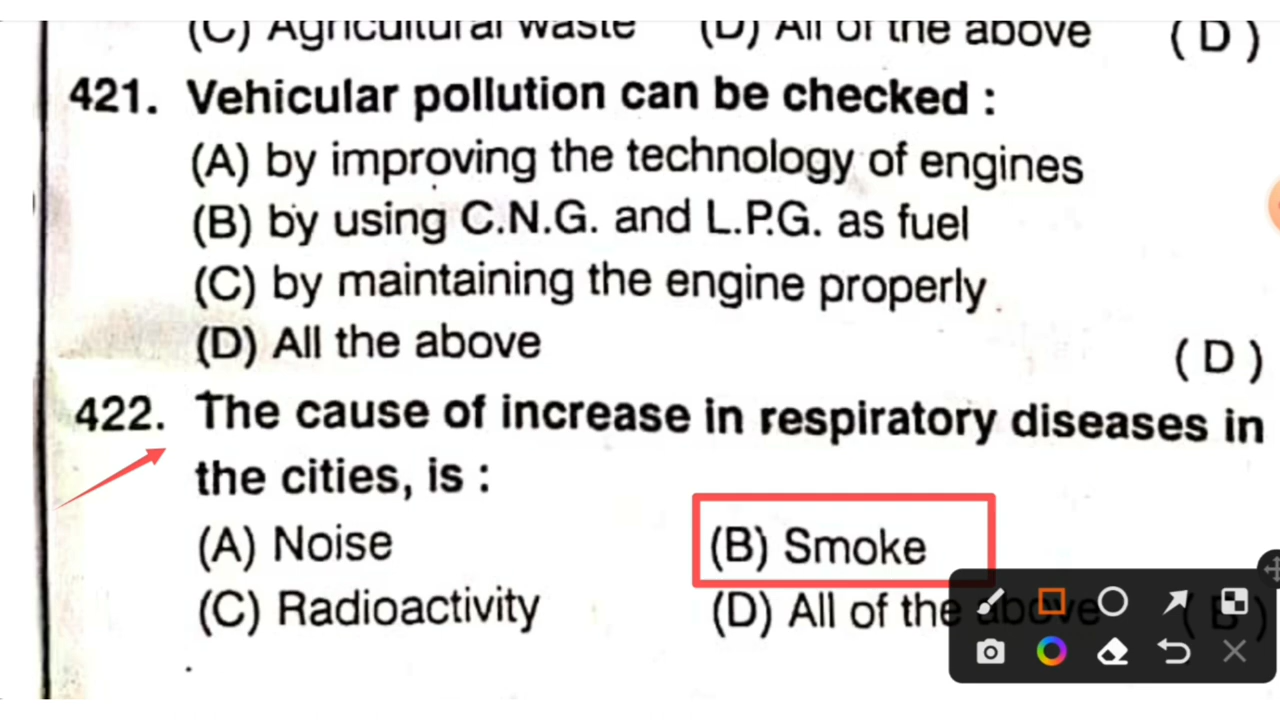 (C) Agricultural waste (D) All of the above (D)
421. Vehicular pollution can be checked :
(A) by improving the technology of engines
(B) by using C.N.G. and L.P.G. as fuel
(C) by maintaining the engine properly
(D) All the above
(D)
422. The cause of increase in respiratory diseases in
the cities, is :
(A) Noise (B) Smoke
(C) Radioactivity (D) All of the above (B)